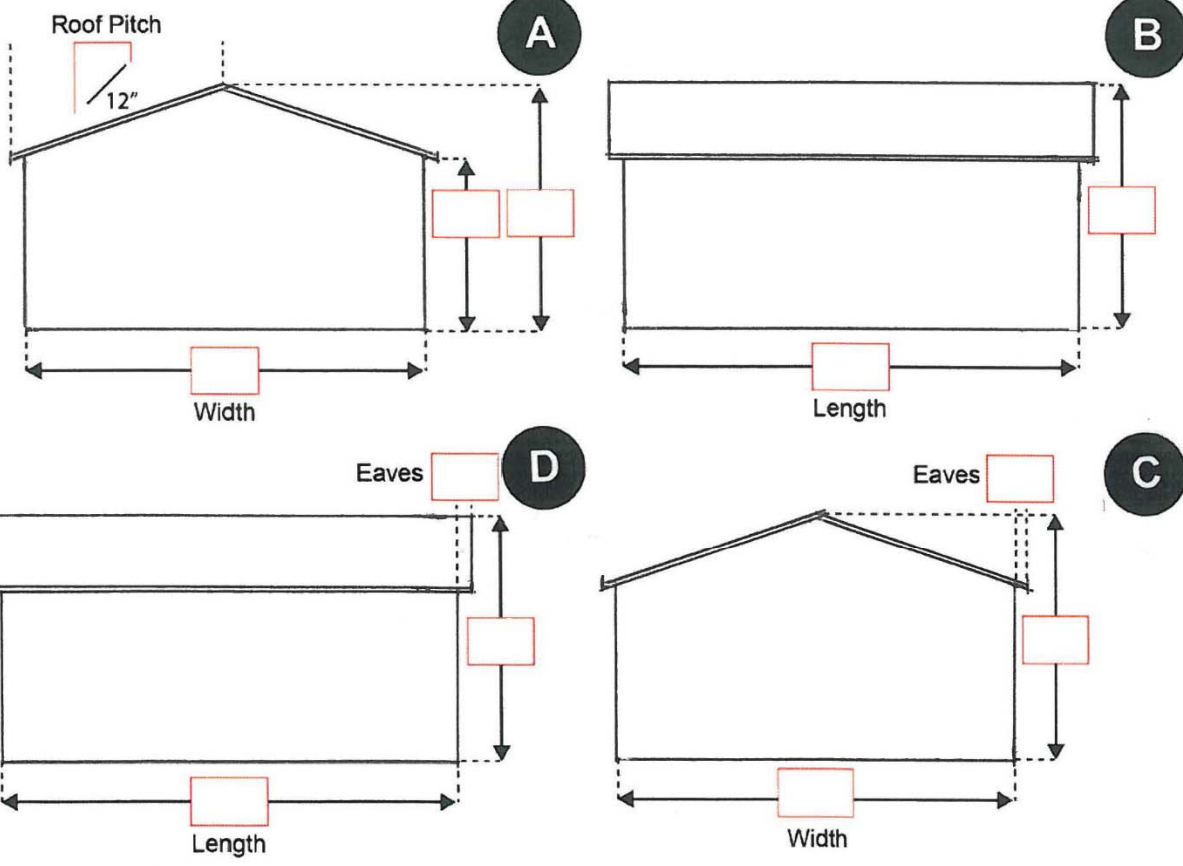 Roof Pitch
A
B
12"
Width
Length
Eaves
D
Eaves
C
Length
Width